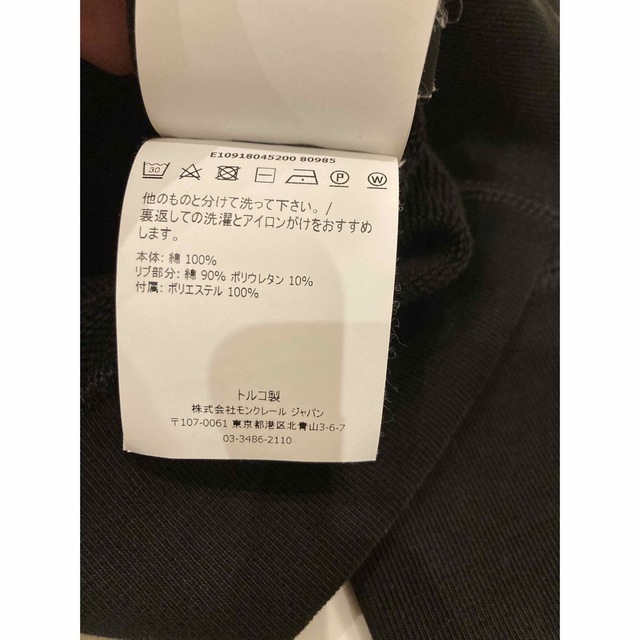 E10918045200 80985
30
P
W
他のものと分けて洗って下さい。/
裏返しての洗濯とアイロンがけをおすすめ
します。
本体: 綿 100%
リブ部分: 綿 90% ポリウレタン 10%
付属: ポリエステル 100%
トルコ製
株式会社モンクレール ジャパン
〒107-0061 東京都港区北青山3-6-7
03-3486-2110